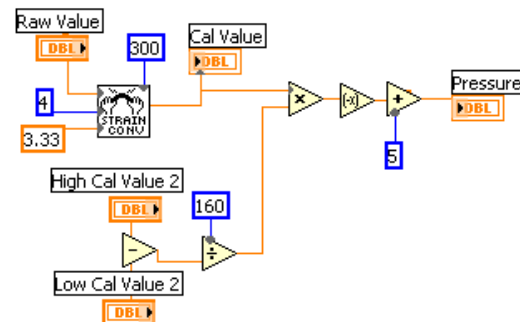 Raw Value
DBL
300
Cal Value
DBL
4
STRAIN
CONV
3.33
×
(-x)
+
Pressure
DBL
5
High Cal Value 2
DBL
160
−
÷
Low Cal Value 2
DBL